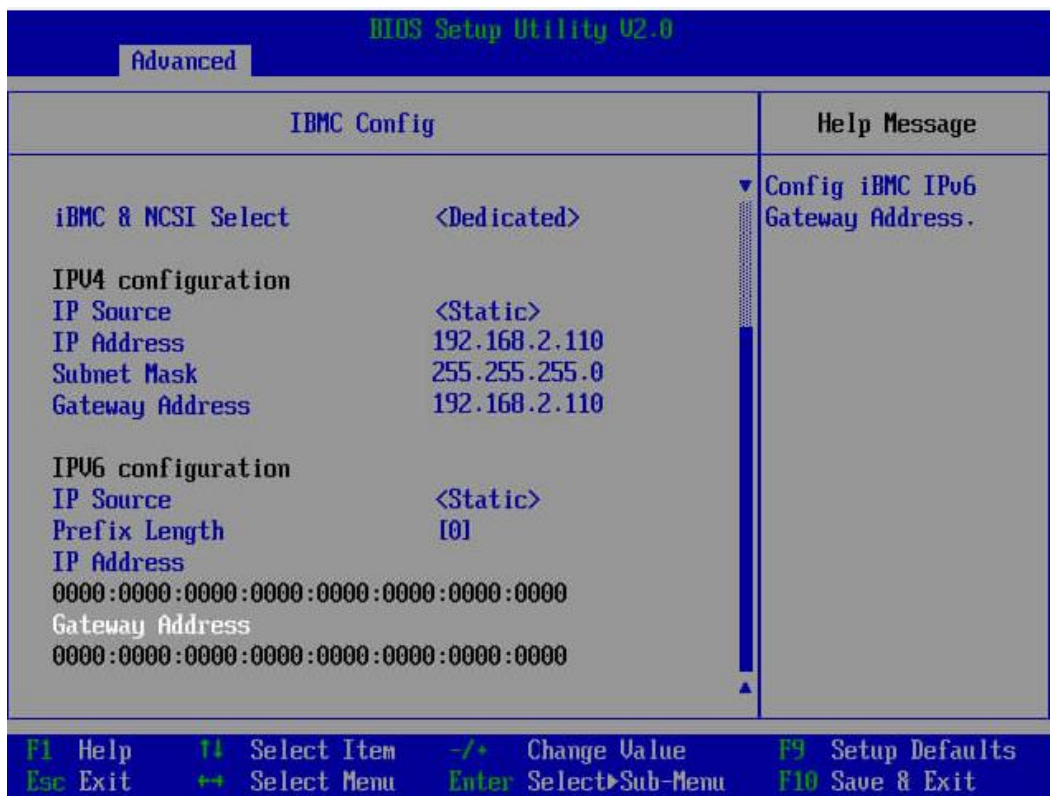 BIOS Setup Utility V2.0
Advanced
IBMC Config
Help Message
iBMC & NCSI Select <Dedicated>
IPV4 configuration
IP Source <Static>
IP Address 192.168.2.110
Subnet Mask 255.255.255.0
Gateway Address 192.168.2.110
IPV6 configuration
IP Source <Static>
Prefix Length [0]
IP Address
0000:0000:0000:0000:0000:0000:0000:0000
Gateway Address
0000:0000:0000:0000:0000:0000:0000:0000
Config iBMC IPv6
Gateway Address.
F1 Help ↑↓ Select Item -/+ Change Value F9 Setup Defaults
Esc Exit ←→ Select Menu Enter Select▶Sub-Menu F10 Save & Exit